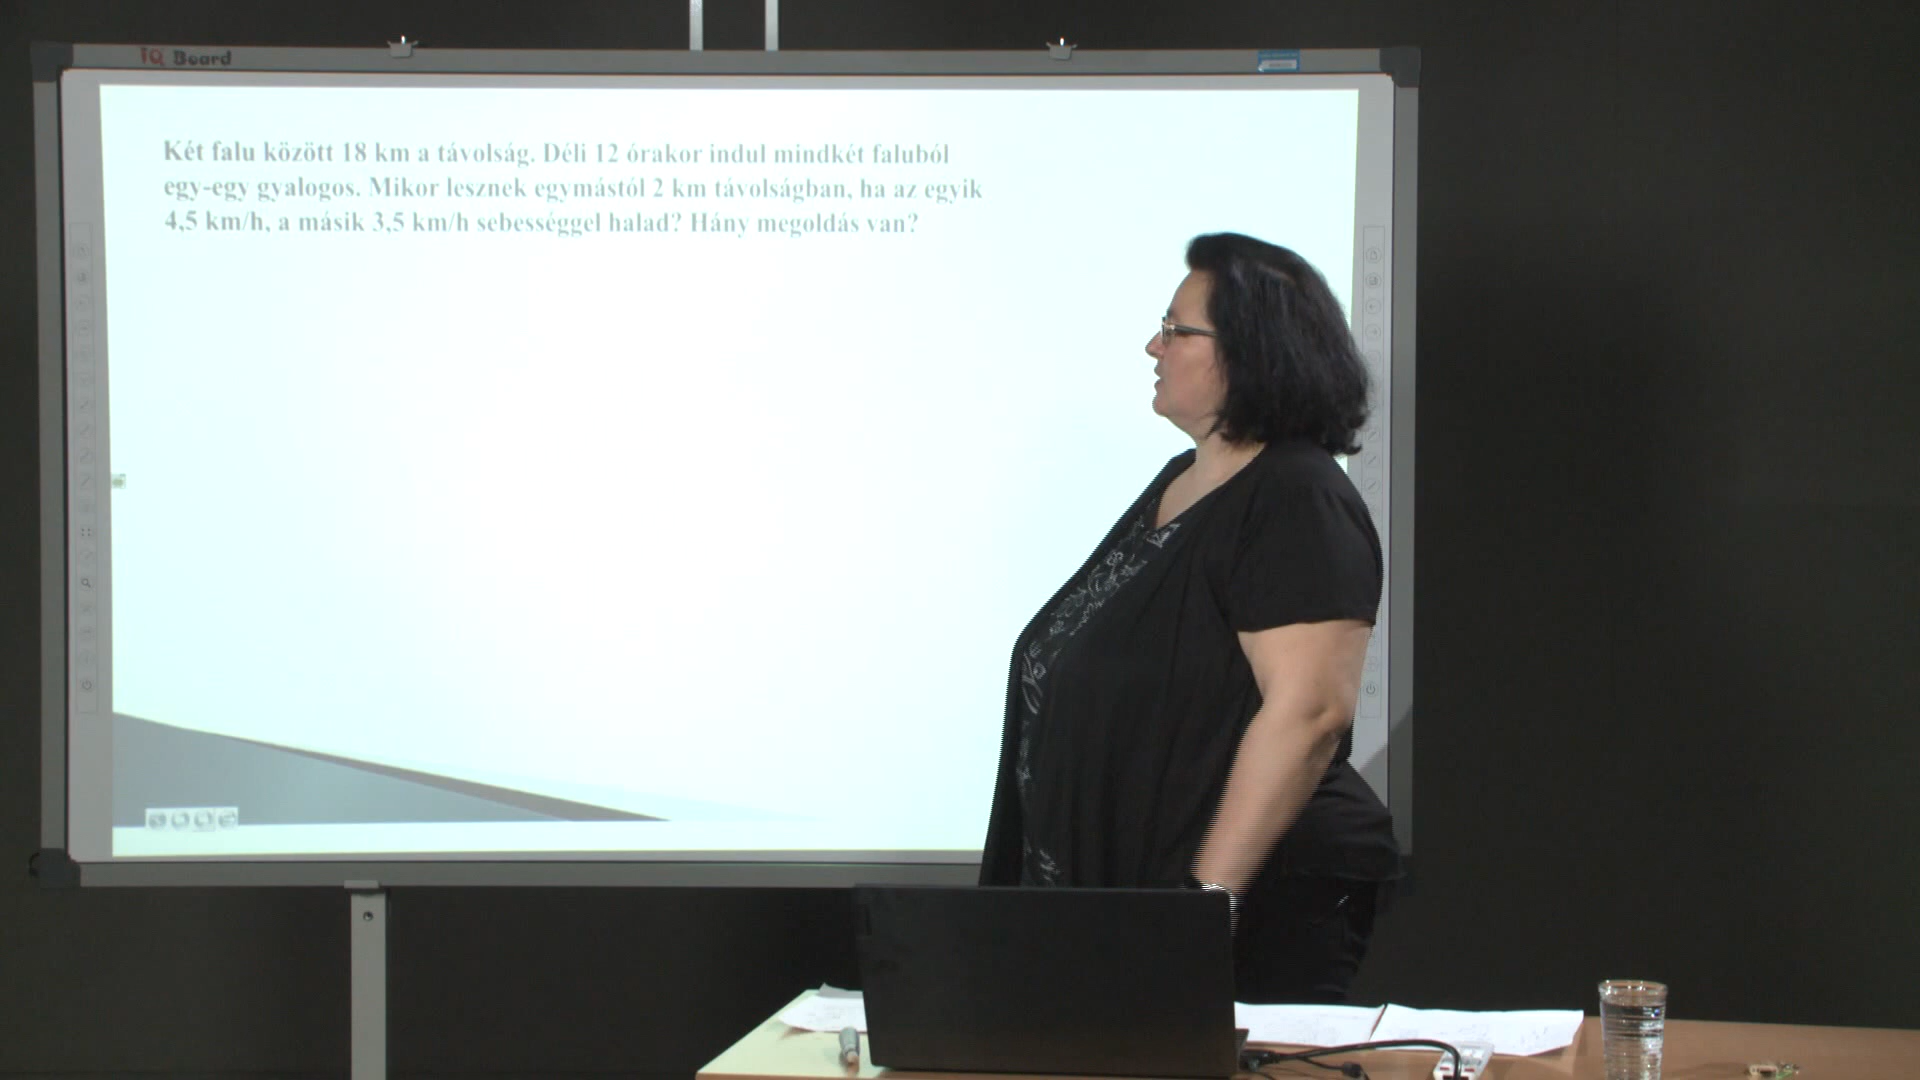 IQ Board
Két falu között 18 km a távolság. Déli 12 órakor indul mindkét faluból
egy-egy gyalogos. Mikor lesznek egymástól 2 km távolságban, ha az egyik
4,5 km/h, a másik 3,5 km/h sebességgel halad? Hány megoldás van?